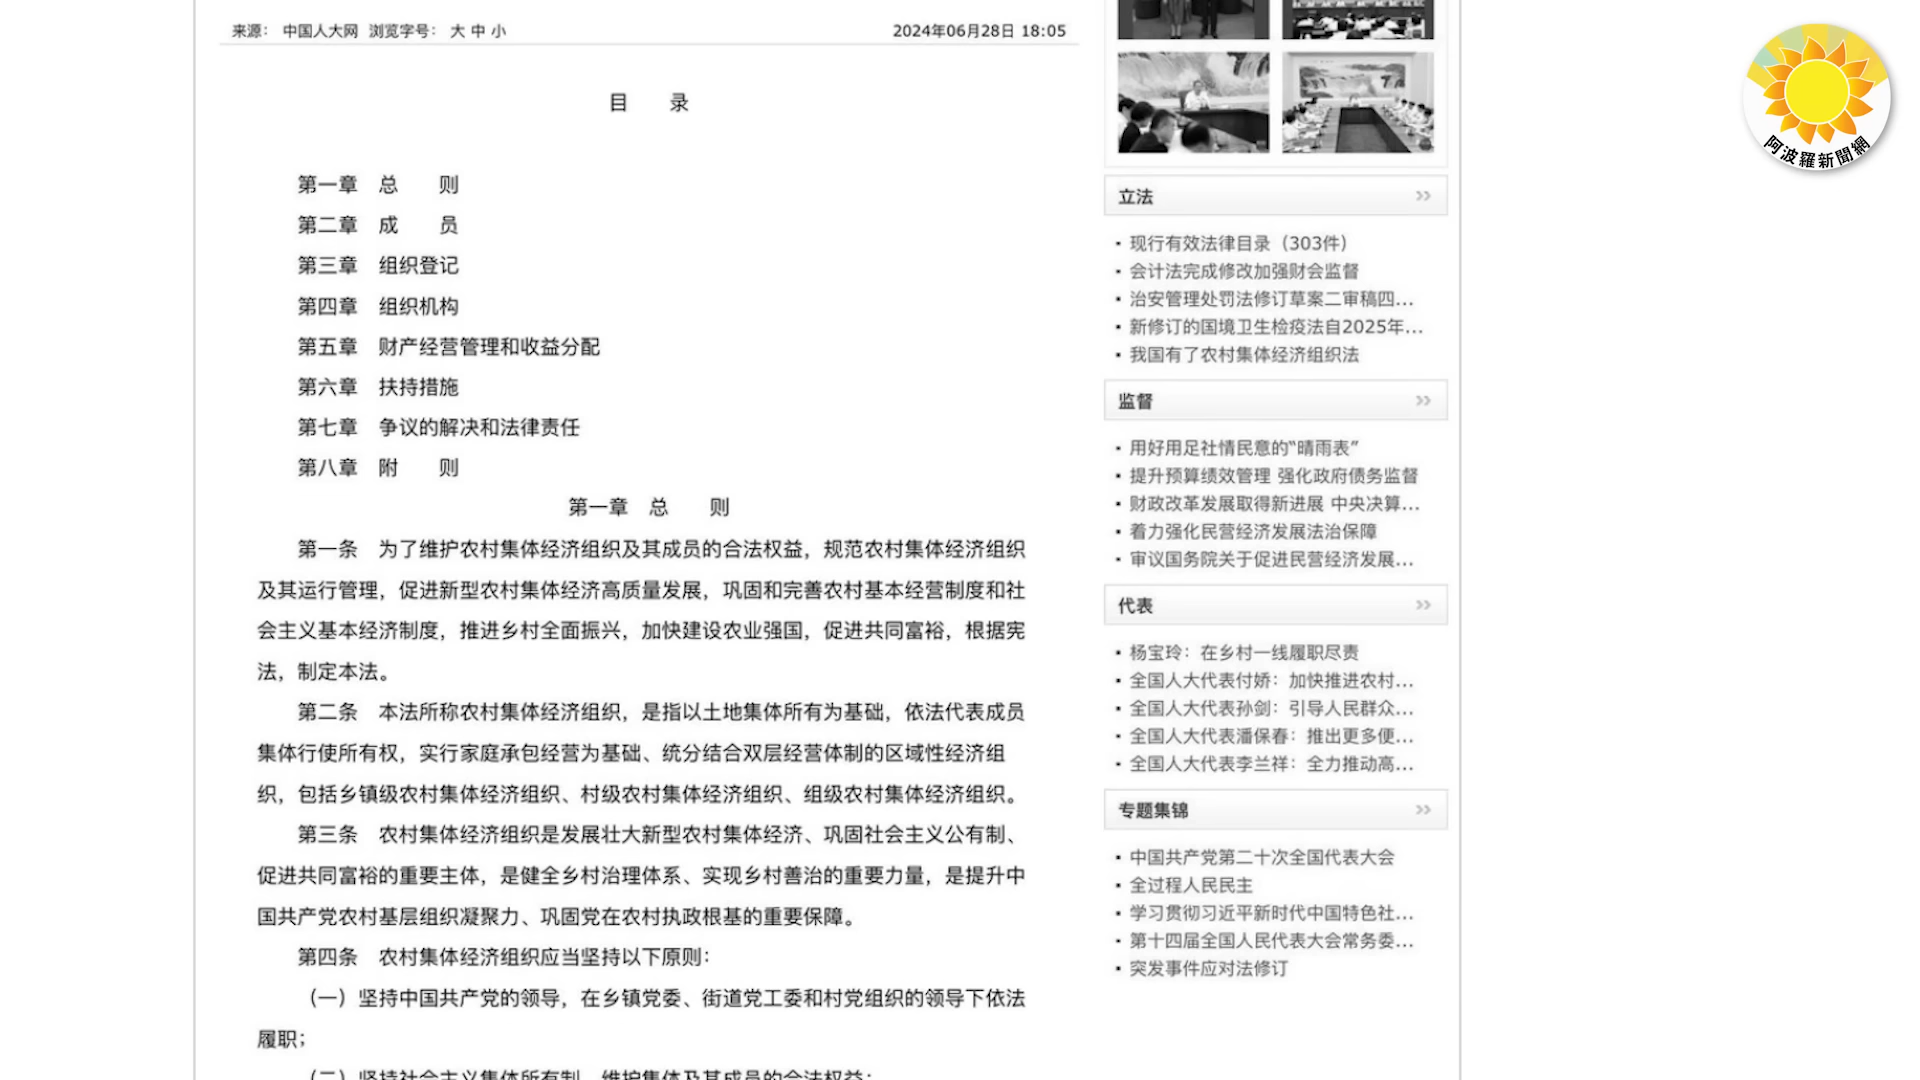 来源： 中国人大网  浏览字号： 大 中 小
2024年06月28日 18:05
目　　录
第一章　总　　则
第二章　成　　员
第三章　组织登记
第四章　组织机构
第五章　财产经营管理和收益分配
第六章　扶持措施
第七章　争议的解决和法律责任
第八章　附　　则
第一章　总　　则
第一条　为了维护农村集体经济组织及其成员的合法权益，规范农村集体经济组织
及其运行管理，促进新型农村集体经济高质量发展，巩固和完善农村基本经营制度和社
会主义基本经济制度，推进乡村全面振兴，加快建设农业强国，促进共同富裕，根据宪
法，制定本法。
第二条　本法所称农村集体经济组织，是指以土地集体所有为基础，依法代表成员
集体行使所有权，实行家庭承包经营为基础、统分结合双层经营体制的区域性经济组
织，包括乡镇级农村集体经济组织、村级农村集体经济组织、组级农村集体经济组织。
第三条　农村集体经济组织是发展壮大新型农村集体经济、巩固社会主义公有制、
促进共同富裕的重要主体，是健全乡村治理体系、实现乡村善治的重要力量，是提升中
国共产党农村基层组织凝聚力、巩固党在农村执政根基的重要保障。
第四条　农村集体经济组织应当坚持以下原则：
（一）坚持中国共产党的领导，在乡镇党委、街道党工委和村党组织的领导下依法
履职；
（二）坚持社会主义集体所有制，维护集体及其成员的合法权益；
立法 >>
现行有效法律目录（303件）
会计法完成修改加强财会监督
治安管理处罚法修订草案二审稿四...
新修订的国境卫生检疫法自2025年...
我国有了农村集体经济组织法
监督 >>
用好用足社情民意的“晴雨表”
提升预算绩效管理 强化政府债务监督
财政改革发展取得新进展 中央决算...
着力强化民营经济发展法治保障
审议国务院关于促进民营经济发展...
代表 >>
杨宝玲：在乡村一线履职尽责
全国人大代表付娇：加快推进农村...
全国人大代表孙剑：引导人民群众...
全国人大代表潘保春：推出更多便...
全国人大代表李兰祥：全力推动高...
专题集锦 >>
中国共产党第二十次全国代表大会
全过程人民民主
学习贯彻习近平新时代中国特色社...
第十四届全国人民代表大会常务委...
突发事件应对法修订
阿波羅新聞網